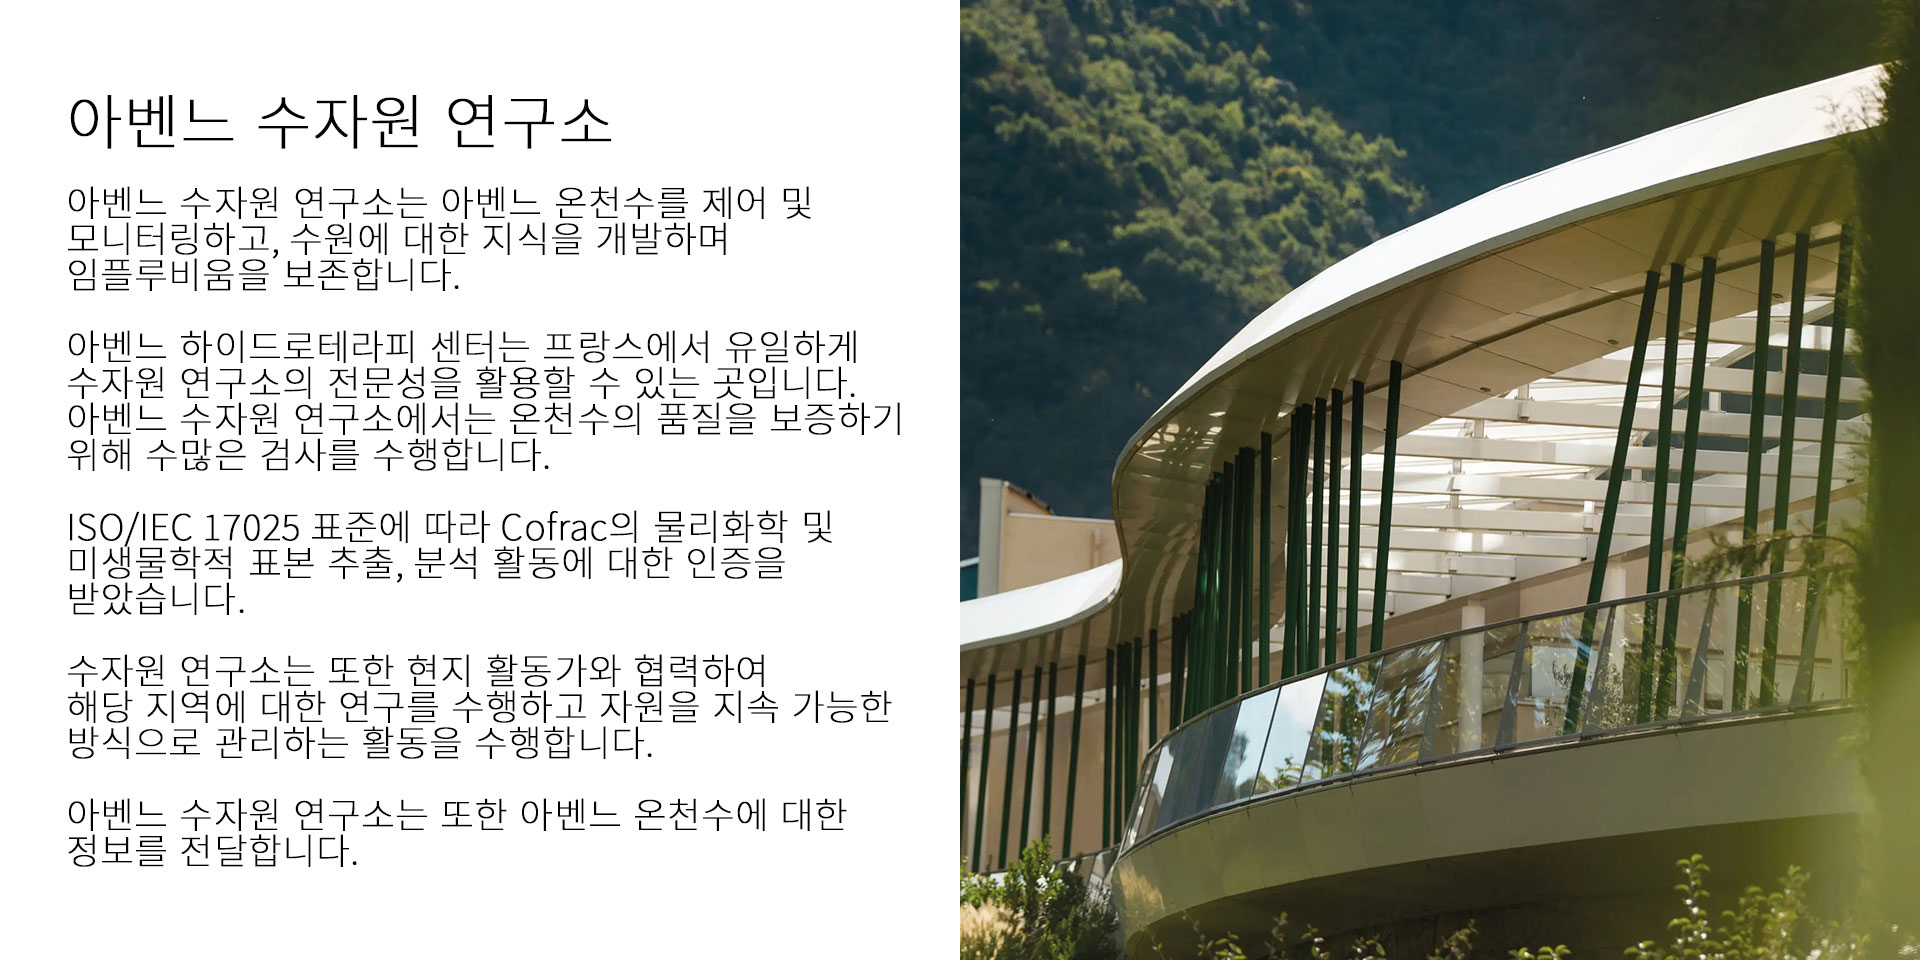 아벤느 수자원 연구소
아벤느 수자원 연구소는 아벤느 온천수를 제어 및
모니터링하고, 수원에 대한 지식을 개발하며
임플루비움을 보존합니다.
아벤느 하이드로테라피 센터는 프랑스에서 유일하게
수자원 연구소의 전문성을 활용할 수 있는 곳입니다.
아벤느 수자원 연구소에서는 온천수의 품질을 보증하기
위해 수많은 검사를 수행합니다.
ISO/IEC 17025 표준에 따라 Cofrac의 물리화학 및
미생물학적 표본 추출, 분석 활동에 대한 인증을
받았습니다.
수자원 연구소는 또한 현지 활동가와 협력하여
해당 지역에 대한 연구를 수행하고 자원을 지속 가능한
방식으로 관리하는 활동을 수행합니다.
아벤느 수자원 연구소는 또한 아벤느 온천수에 대한
정보를 전달합니다.